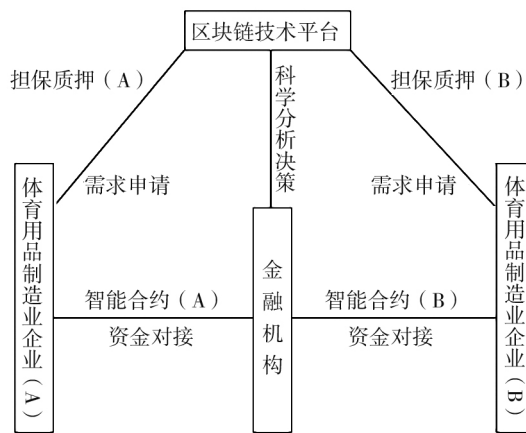 区块链技术平台
担保质押（A）
科学分析决策
担保质押（B）
需求申请
需求申请
体育用品制造业企业（A）
智能合约（A）
资金对接
金融机构
智能合约（B）
资金对接
体育用品制造业企业（B）